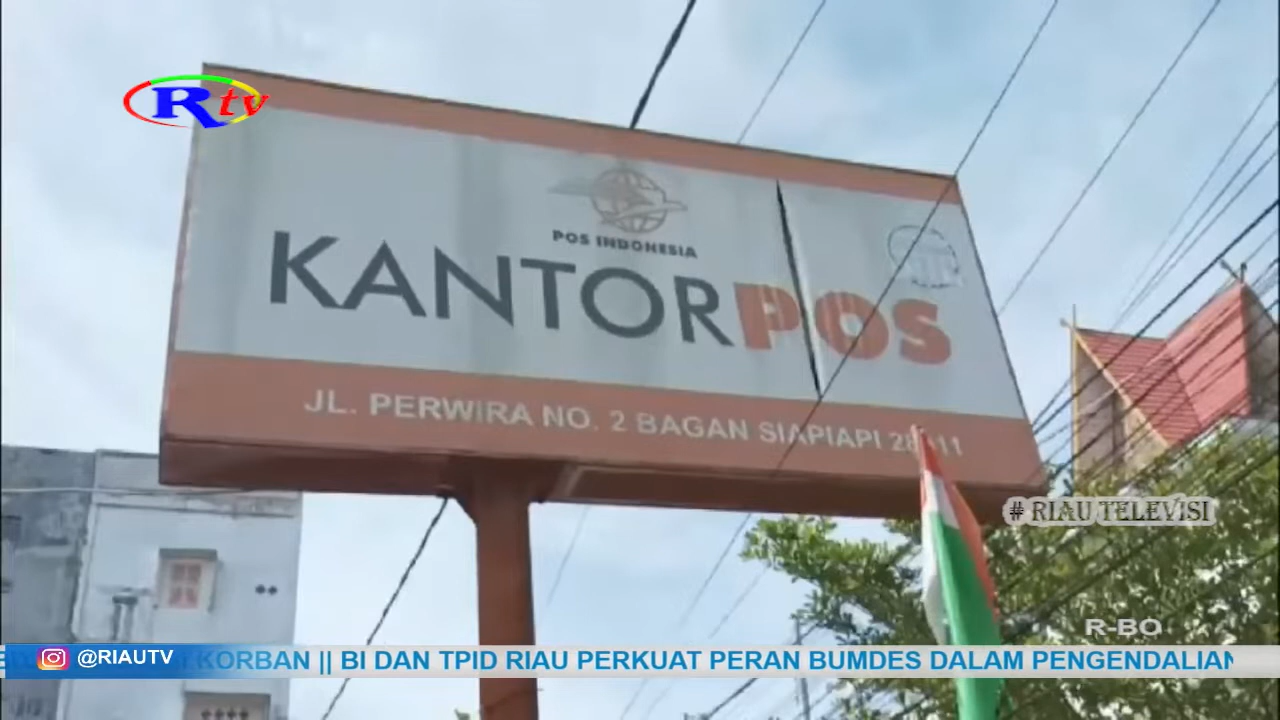 Rtv
POS INDONESIA
KANTORPOS
JL. PERWIRA NO. 2 BAGAN SIAPIAPI
# RIAU TELEVISI
R-BO
@RIAUTV KORBAN || BI DAN TPID RIAU PERKUAT PERAN BUMDES DALAM PENGENDALIAN